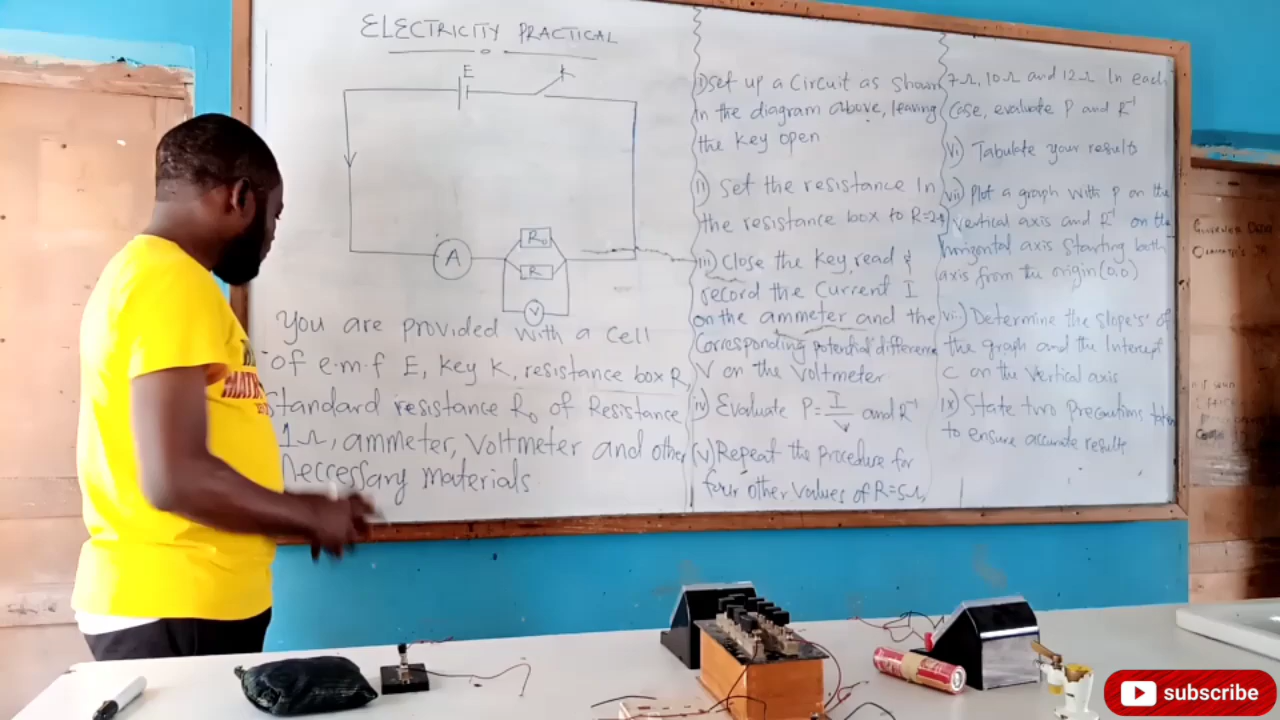 ELECTRICITY PRACTICAL
E
K
A
R₀
R
V
You are provided with a cell
of e.m.f E, key K, resistance box R,
Standard resistance R₀ of Resistance
1Ω, ammeter, Voltmeter and other
neccessary materials
i) Set up a Circuit as shown
in the diagram above, leaving
the key open
ii) Set the resistance In
the resistance box to R=2Ω
iii) Close the key, read &
record the Current I
on the ammeter and the
Corresponding potential difference
V on the Voltmeter
iv) Evaluate P = I/V and R⁻¹
(v) Repeat the procedure for
four other values of R=5Ω,
7Ω, 10Ω and 12Ω In each
Case, evaluate P and R⁻¹
vi) Tabulate your results
vii) Plot a graph with P on the
Vertical axis and R⁻¹ on the
horizontal axis Starting both
axis from the origin (0,0)
vii) Determine the slope 's' of
the graph and the Intercept
C on the Vertical axis
ix) State two precautions taken
to ensure accurate results
subscribe